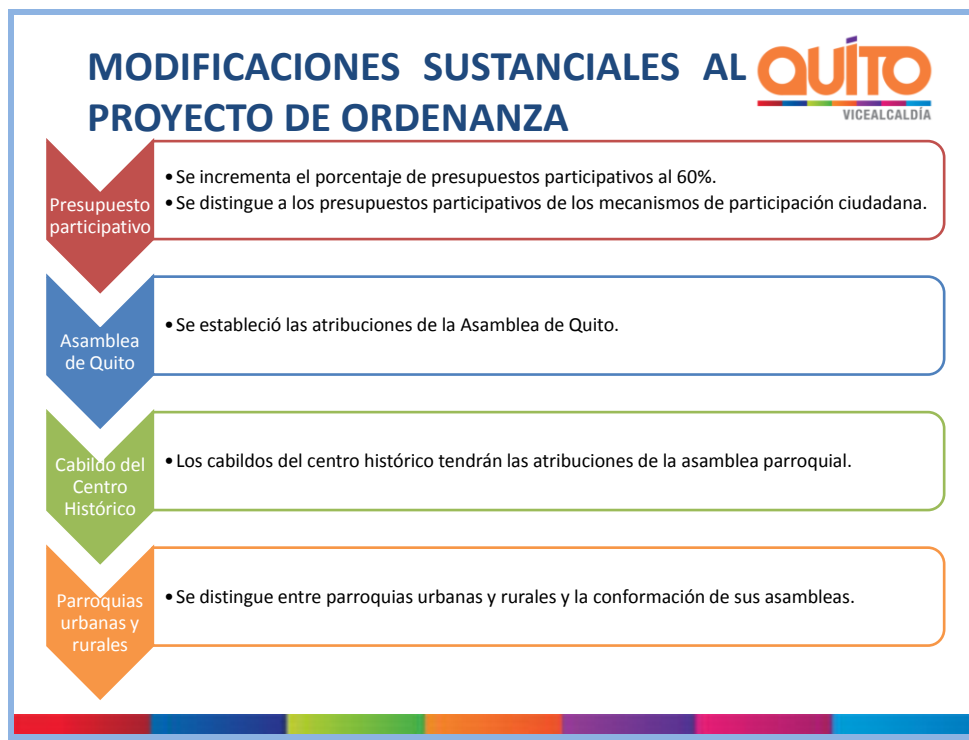 MODIFICACIONES SUSTANCIALES AL
PROYECTO DE ORDENANZA
QUÍTO
VICEALCALDÍA
Presupuesto
participativo
•Se incrementa el porcentaje de presupuestos participativos al 60%.
•Se distingue a los presupuestos participativos de los mecanismos de participación ciudadana.
Asamblea
de Quito
•Se estableció las atribuciones de la Asamblea de Quito.
Cabildo del
Centro
Histórico
•Los cabildos del centro histórico tendrán las atribuciones de la asamblea parroquial.
Parroquias
urbanas y
rurales
•Se distingue entre parroquias urbanas y rurales y la conformación de sus asambleas.